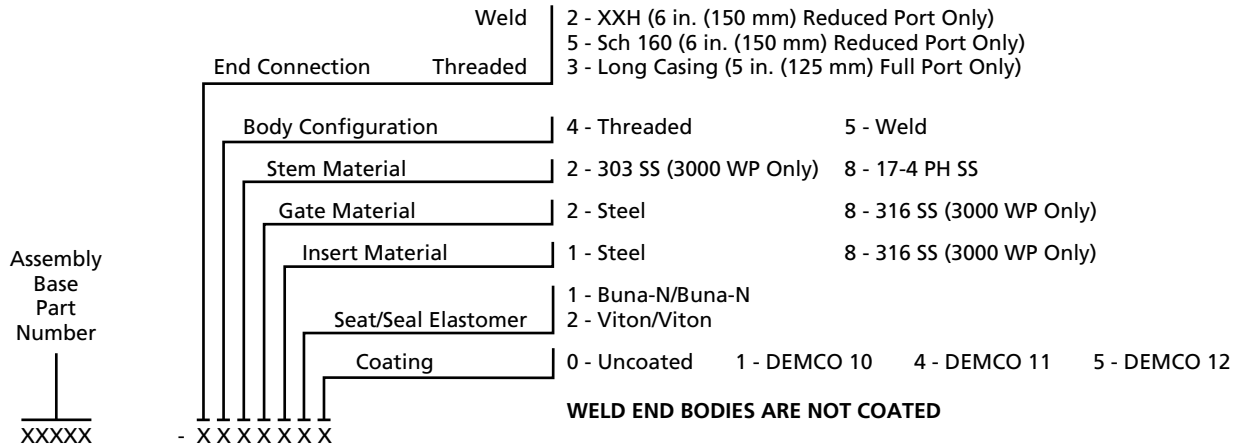 Weld 2 - XXH (6 in. (150 mm) Reduced Port Only)
5 - Sch 160 (6 in. (150 mm) Reduced Port Only)
End Connection Threaded 3 - Long Casing (5 in. (125 mm) Full Port Only)
Body Configuration 4 - Threaded 5 - Weld
Stem Material 2 - 303 SS (3000 WP Only) 8 - 17-4 PH SS
Gate Material 2 - Steel 8 - 316 SS (3000 WP Only)
Insert Material 1 - Steel 8 - 316 SS (3000 WP Only)
Assembly
Base
Part
Number
1 - Buna-N/Buna-N
Seat/Seal Elastomer 2 - Viton/Viton
Coating 0 - Uncoated 1 - DEMCO 10 4 - DEMCO 11 5 - DEMCO 12
WELD END BODIES ARE NOT COATED
XXXXX - X X X X X X X